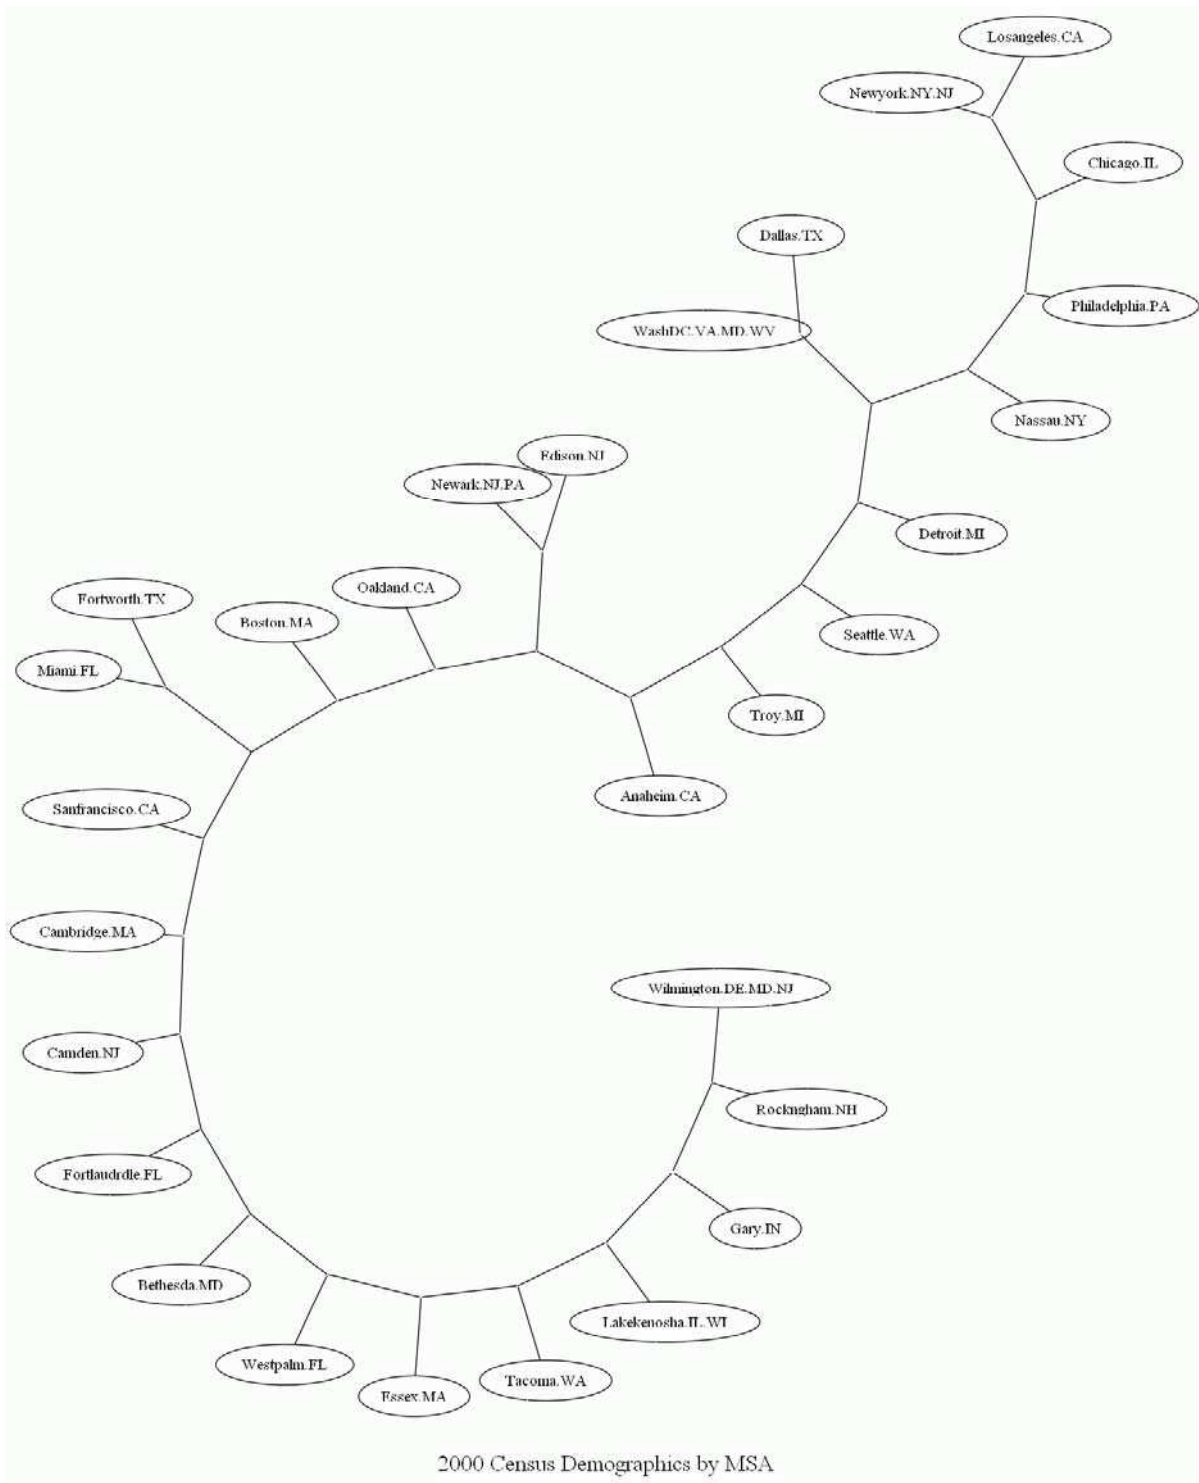 Losangeles.CA
Newyork.NY.NJ
Chicago.IL
Dallas.TX
Philadelphia.PA
WashDC.VA.MD.WV
Nassau.NY
Edison.NJ
Newark.NJ.PA
Detroit.MI
Oakland.CA
Fortworth.TX
Boston.MA
Seattle.WA
Miami.FL
Troy.MI
Anaheim.CA
Sanfrancisco.CA
Cambridge.MA
Wilmington.DE.MD.NJ
Camden.NJ
Rockngham.NH
Fortlaudrdle.FL
Gary.IN
Bethesda.MD
Lakekenosha.IL.WI
Westpalm.FL
Tacoma.WA
Essex.MA
2000 Census Demographics by MSA